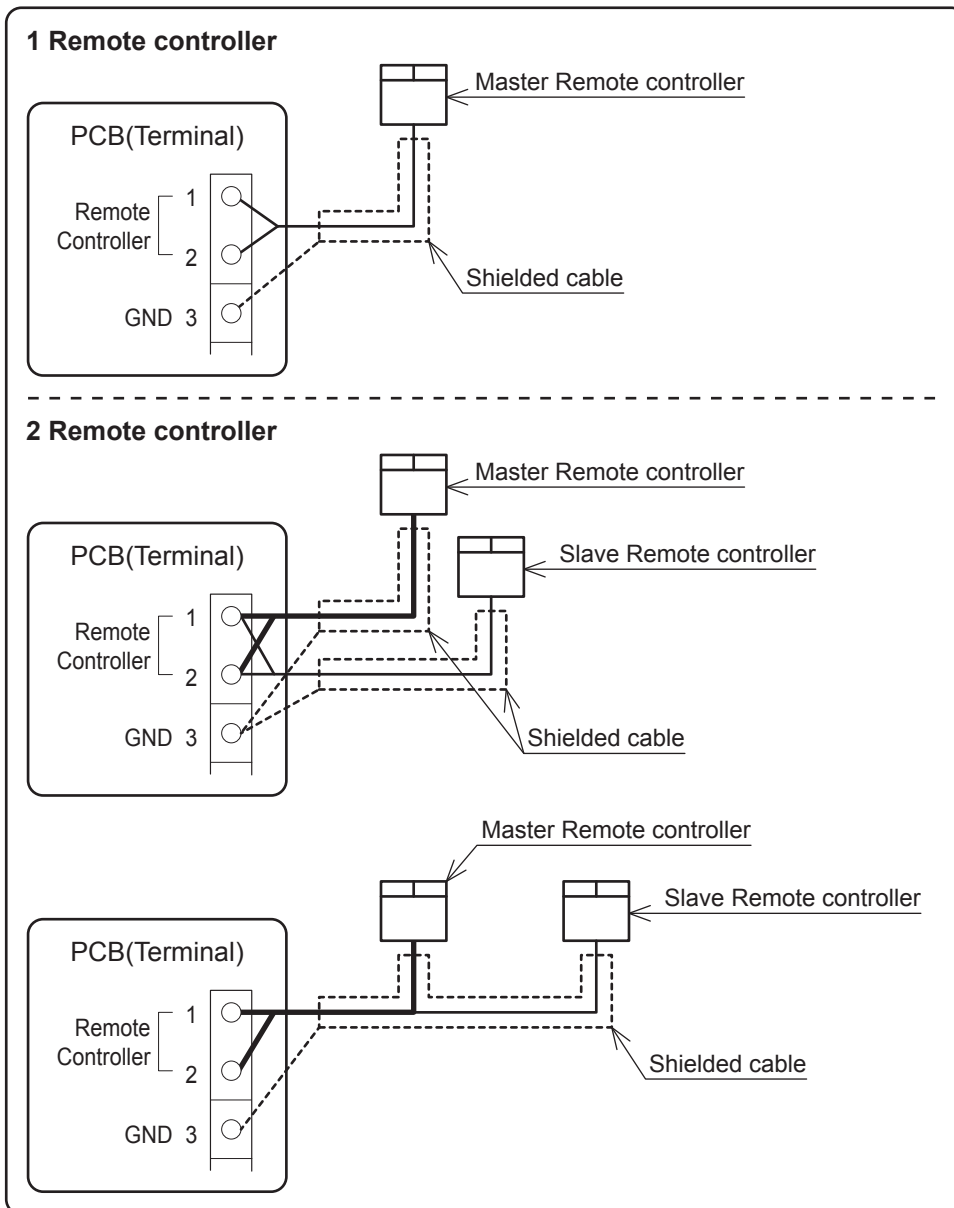 1 Remote controller
Master Remote controller
PCB(Terminal)
Remote
Controller
1
2
GND 3
Shielded cable
2 Remote controller
Master Remote controller
Slave Remote controller
PCB(Terminal)
Remote
Controller
1
2
GND 3
Shielded cable
Master Remote controller
Slave Remote controller
PCB(Terminal)
Remote
Controller
1
2
GND 3
Shielded cable